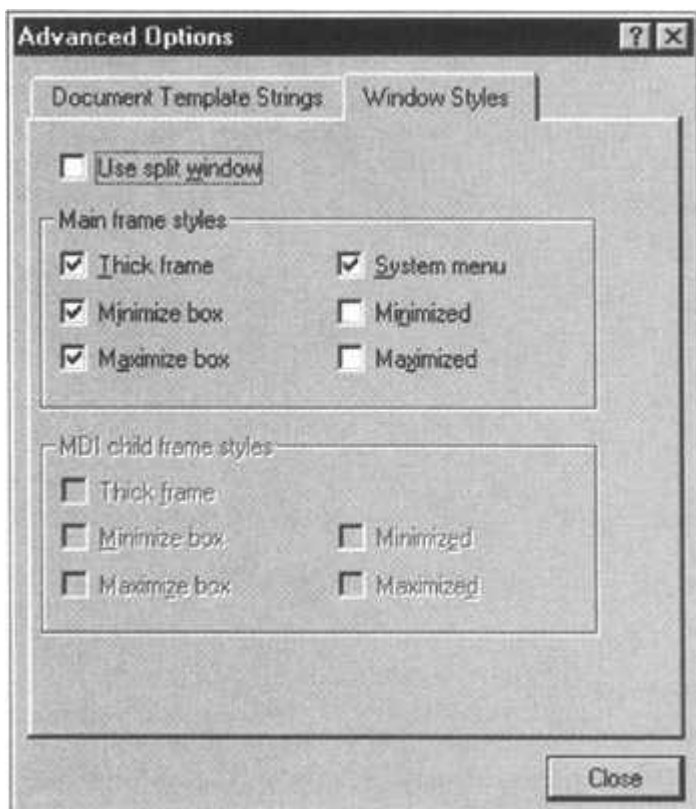 Advanced Options
Document Template Strings Window Styles
Use split window
Main frame styles
Thick frame System menu
Minimize box Minimized
Maximize box Maximized
MDI child frame styles
Thick frame
Minimize box Minimized
Maximize box Maximized
Close